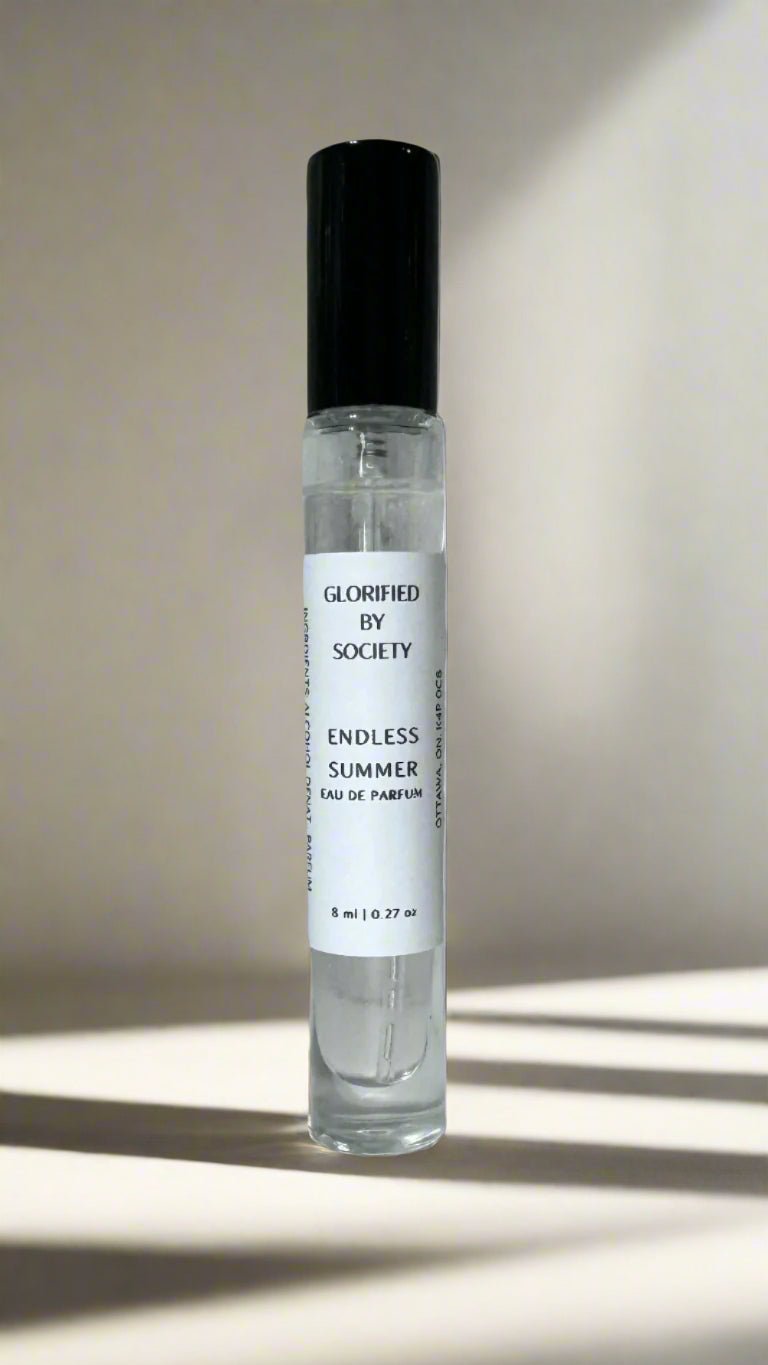 GLORIFIED
BY
SOCIETY
ENDLESS
SUMMER
EAU DE PARFUM
8 ml | 0.27 oz
OTTAWA, ON, K4P 0C8
ALCOHOL DENAT, PARFUM